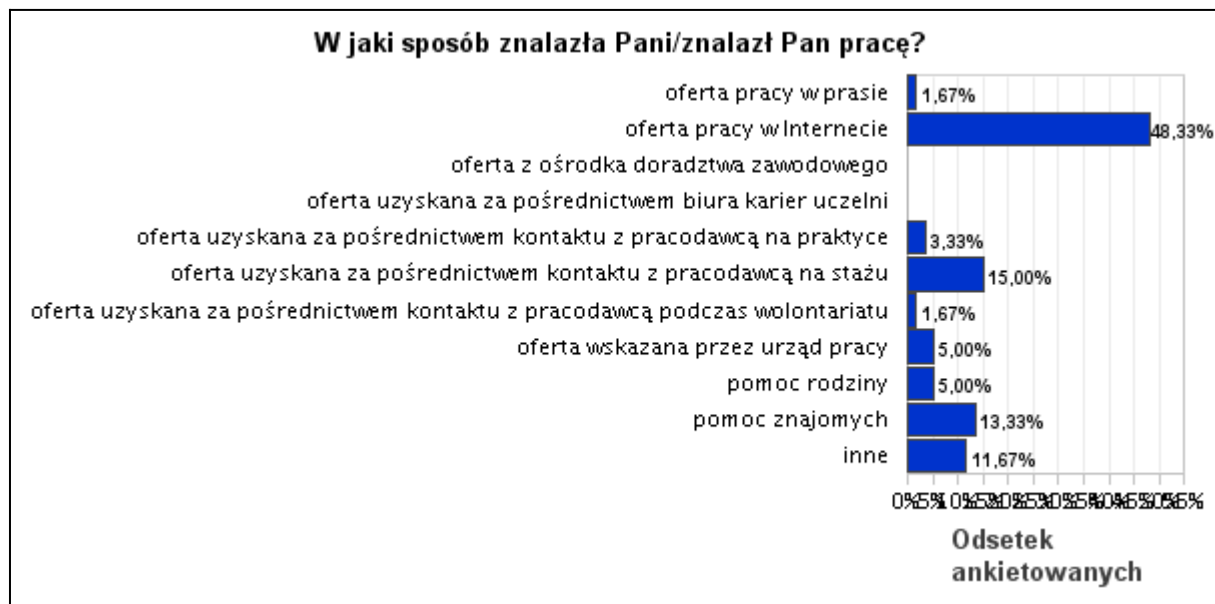 W jaki sposób znalazła Pani/znalazł Pan pracę?
oferta pracy w prasie 1,67%
oferta pracy w Internecie 48,33%
oferta z ośrodka doradztwa zawodowego
oferta uzyskana za pośrednictwem biura karier uczelni
oferta uzyskana za pośrednictwem kontaktu z pracodawcą na praktyce 3,33%
oferta uzyskana za pośrednictwem kontaktu z pracodawcą na stażu 15,00%
oferta uzyskana za pośrednictwem kontaktu z pracodawcą podczas wolontariatu 1,67%
oferta wskazana przez urząd pracy 5,00%
pomoc rodziny 5,00%
pomoc znajomych 13,33%
inne 11,67%
Odsetek
ankietowanych